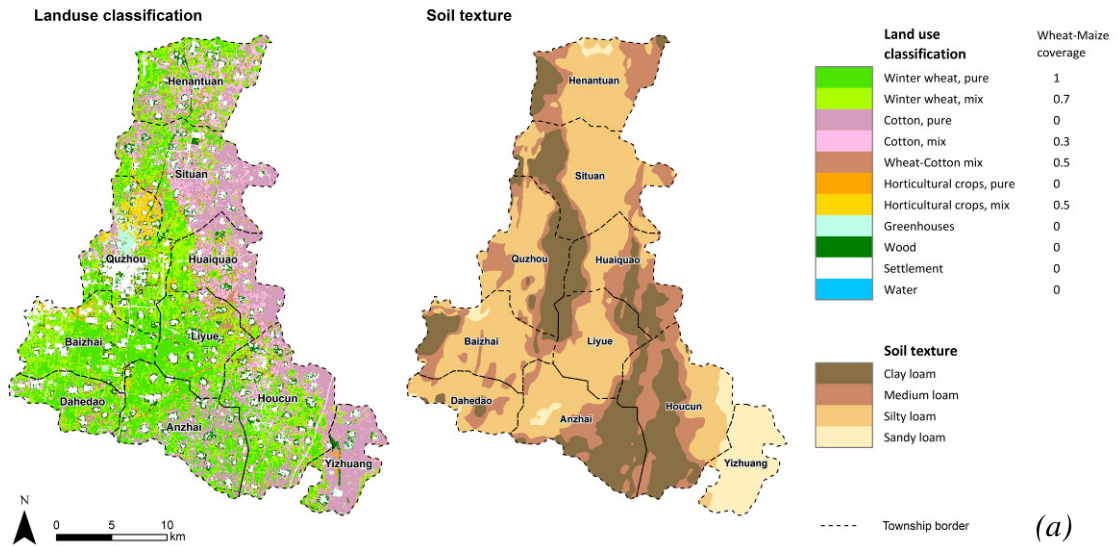 Landuse classification
Henantuan
Situan
Quzhou
Huaiquao
Baizhai
Liyue
Dahedao
Houcun
Anzhai
Yizhuang
N
0 5 10
km
Soil texture
Henantuan
Situan
Quzhou
Huaiquao
Baizhai
Liyue
Dahedao
Houcun
Anzhai
Yizhuang
Land use Wheat-Maize
classification coverage
Winter wheat, pure 1
Winter wheat, mix 0.7
Cotton, pure 0
Cotton, mix 0.3
Wheat-Cotton mix 0.5
Horticultural crops, pure 0
Horticultural crops, mix 0.5
Greenhouses 0
Wood 0
Settlement 0
Water 0
Soil texture
Clay loam
Medium loam
Silty loam
Sandy loam
Township border
(a)